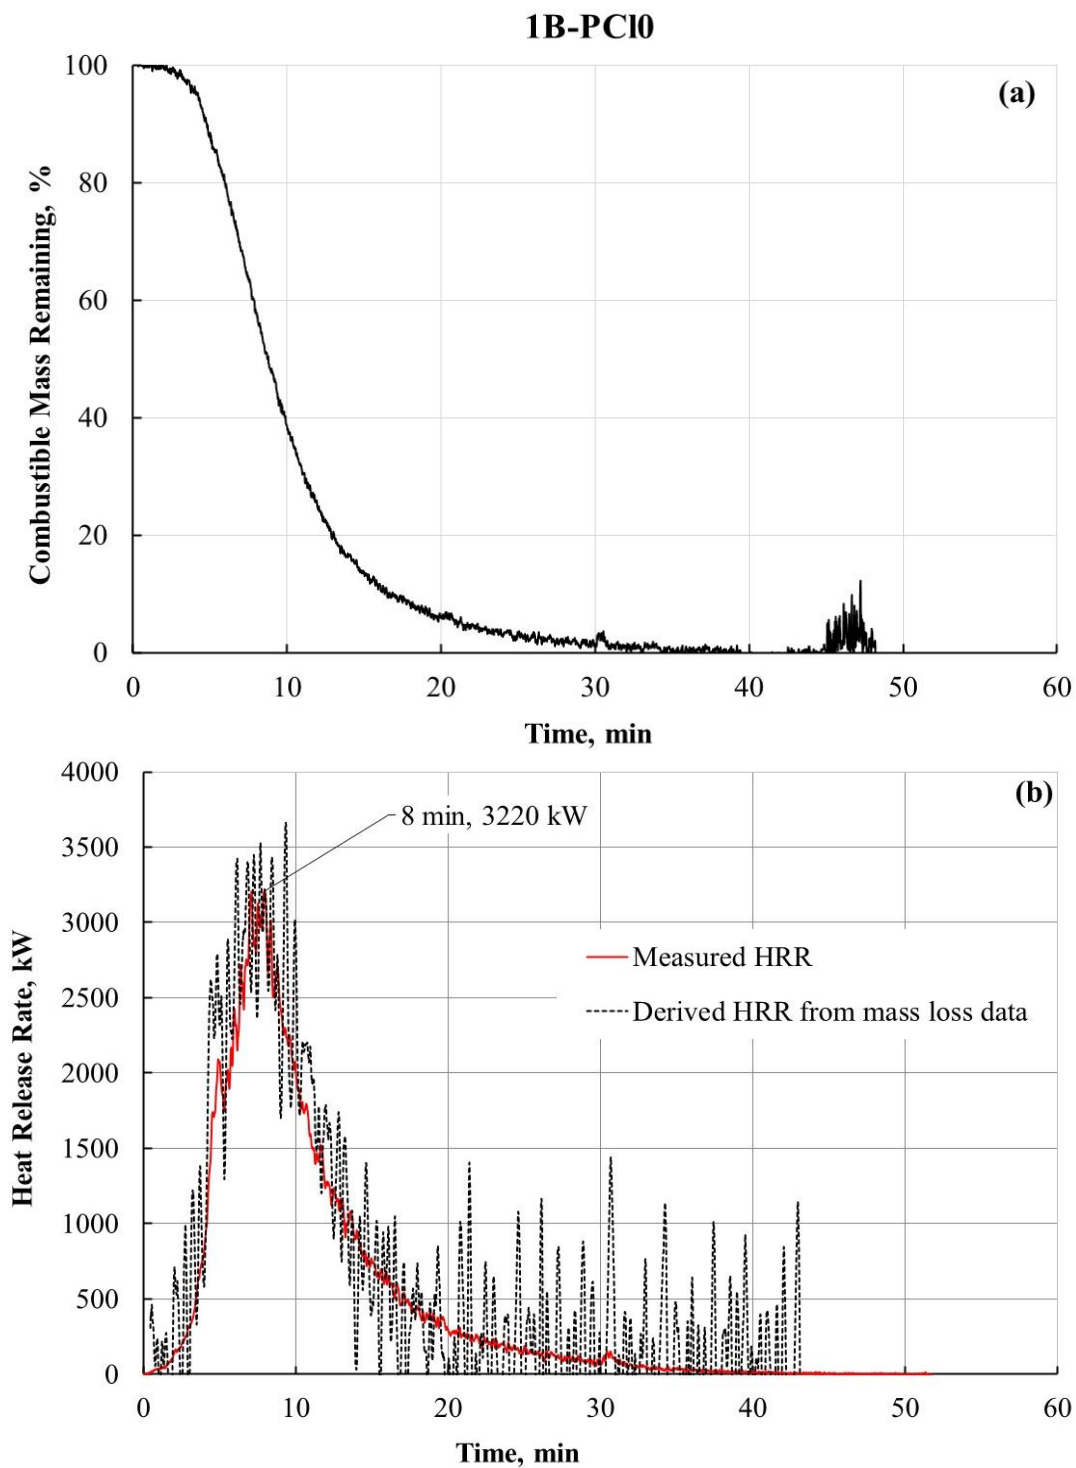 1B-PCl0
(a)
100
80
60
40
20
0
Combustible Mass Remaining, %
0 10 20 30 40 50 60
Time, min
(b)
4000
3500
3000
2500
2000
1500
1000
500
0
Heat Release Rate, kW
8 min, 3220 kW
Measured HRR
Derived HRR from mass loss data
0 10 20 30 40 50 60
Time, min